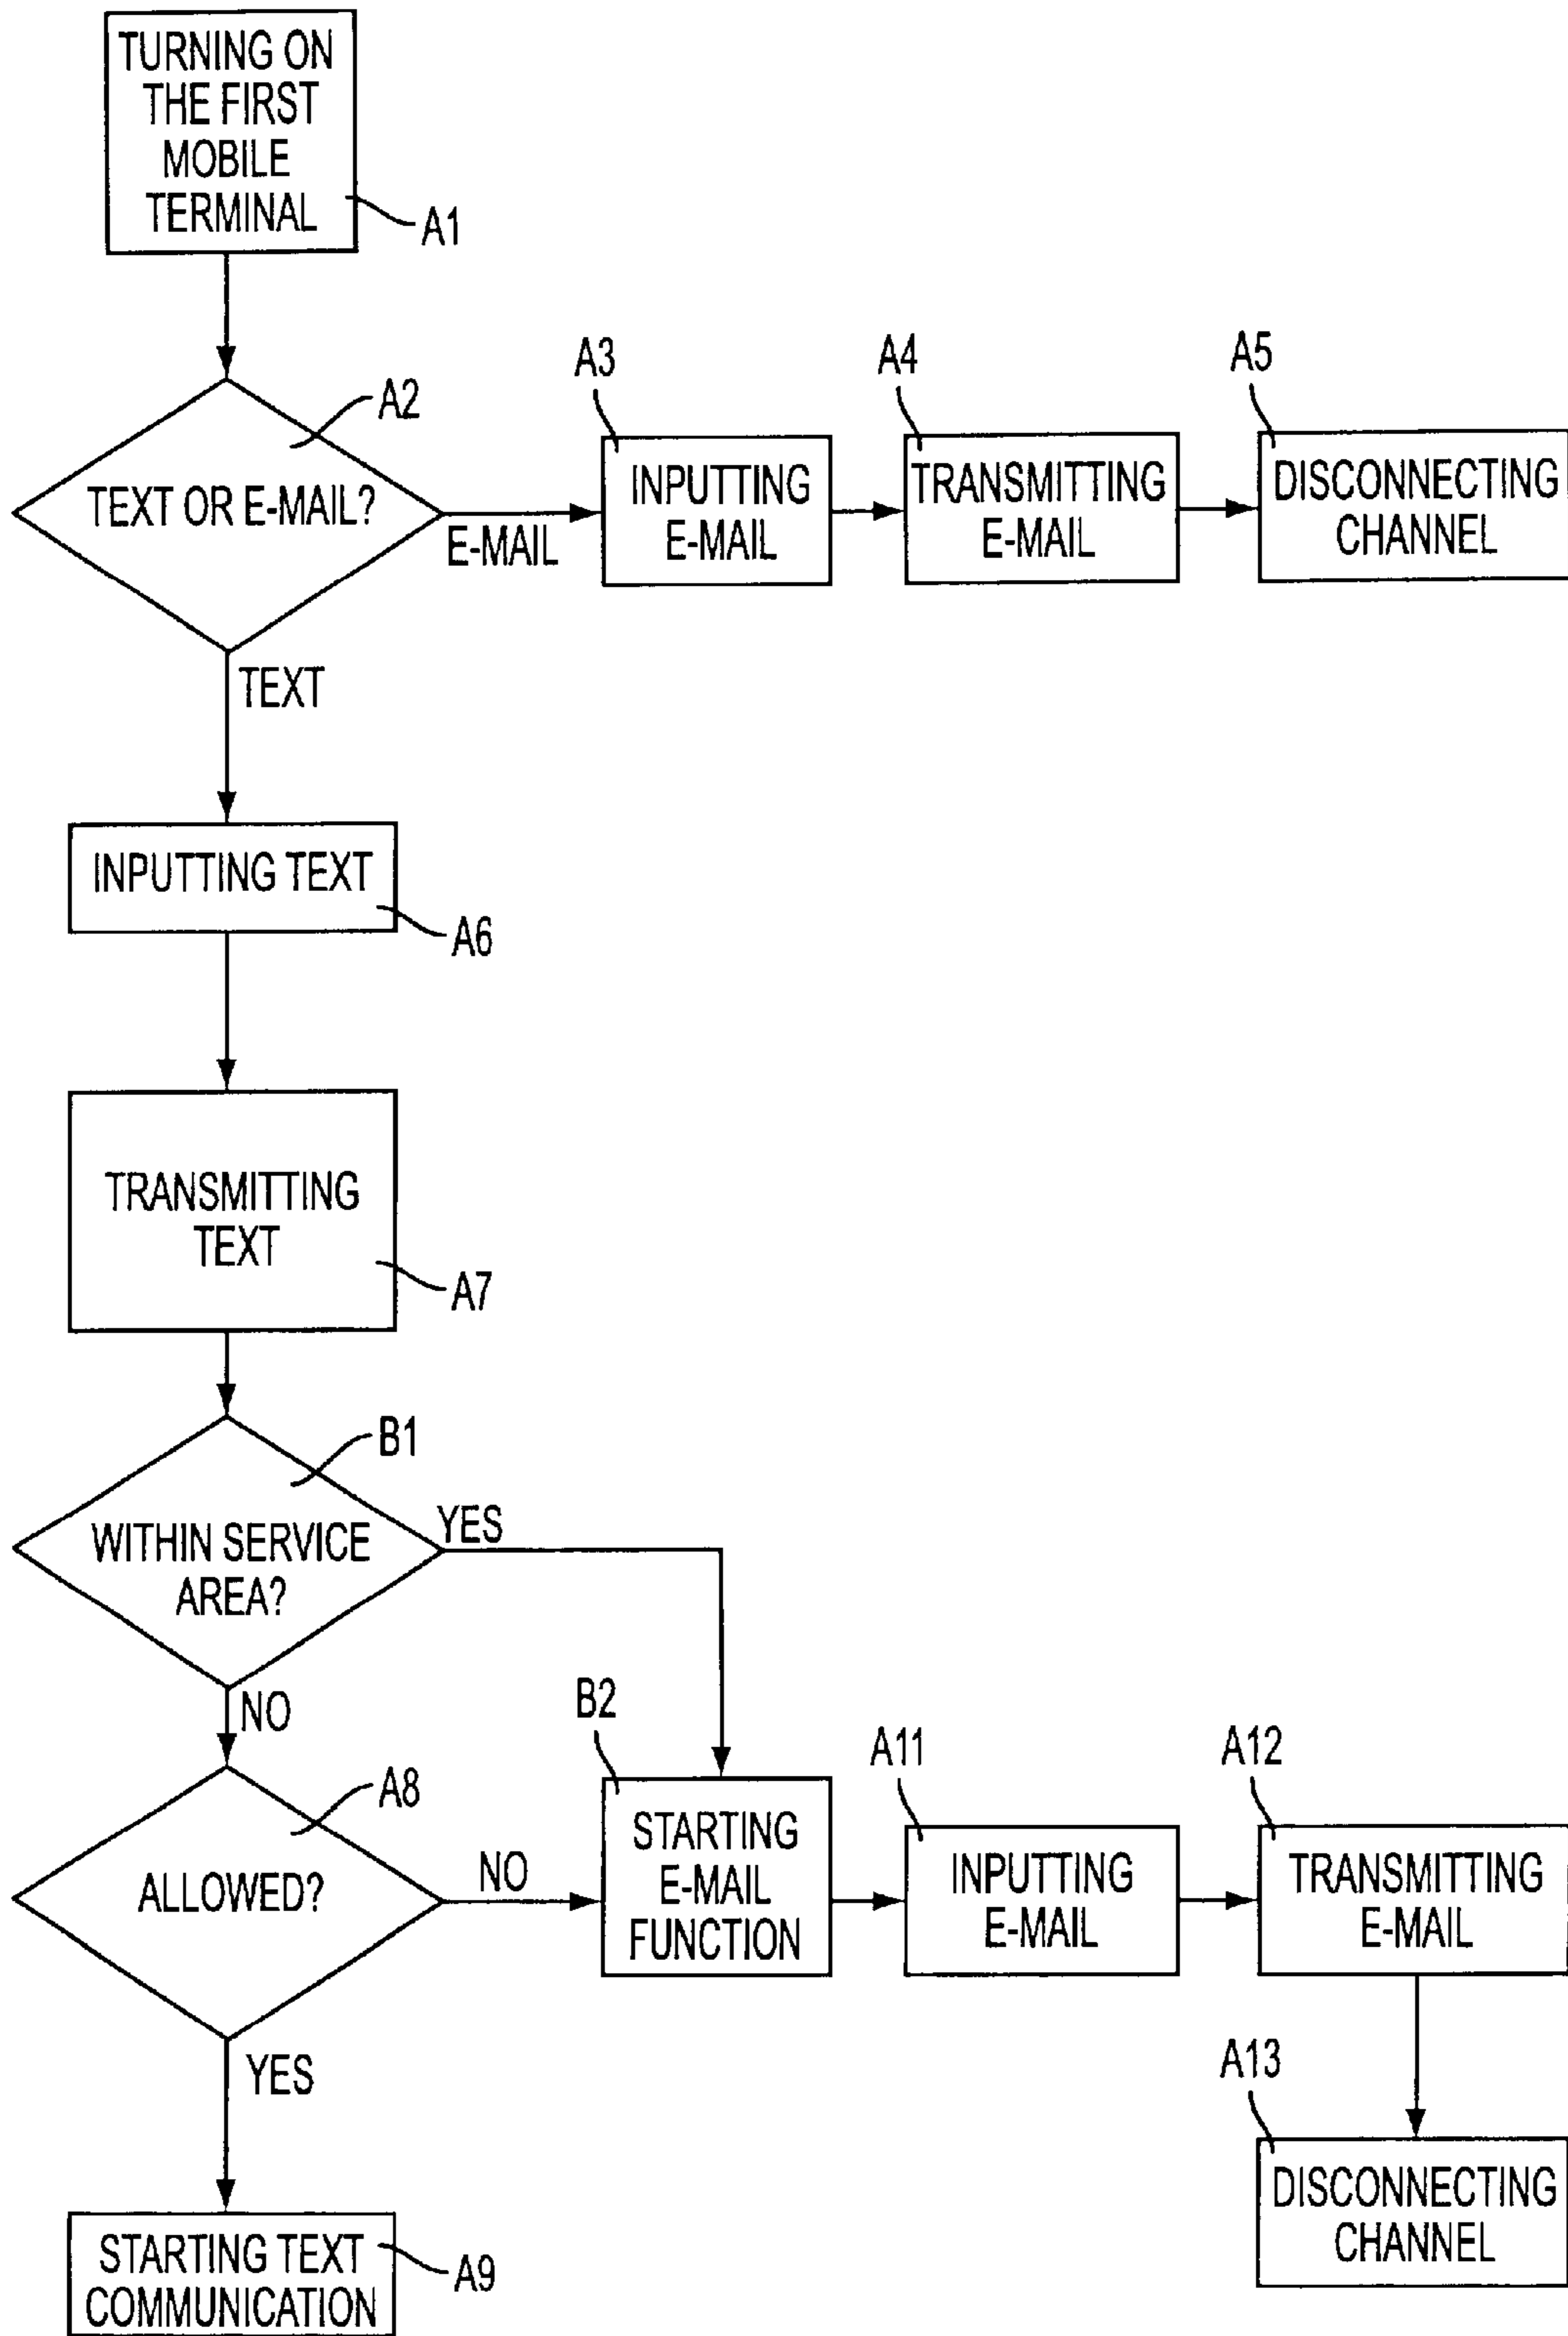 TURNING ON
THE FIRST
MOBILE
TERMINAL
A1
A2
TEXT OR E-MAIL?
E-MAIL
TEXT
A3
INPUTTING
E-MAIL
A4
TRANSMITTING
E-MAIL
A5
DISCONNECTING
CHANNEL
INPUTTING TEXT
A6
TRANSMITTING
TEXT
A7
B1
WITHIN SERVICE
AREA?
YES
NO
A8
ALLOWED?
NO
YES
B2
STARTING
E-MAIL
FUNCTION
A11
INPUTTING
E-MAIL
A12
TRANSMITTING
E-MAIL
A13
DISCONNECTING
CHANNEL
STARTING TEXT
COMMUNICATION
A9